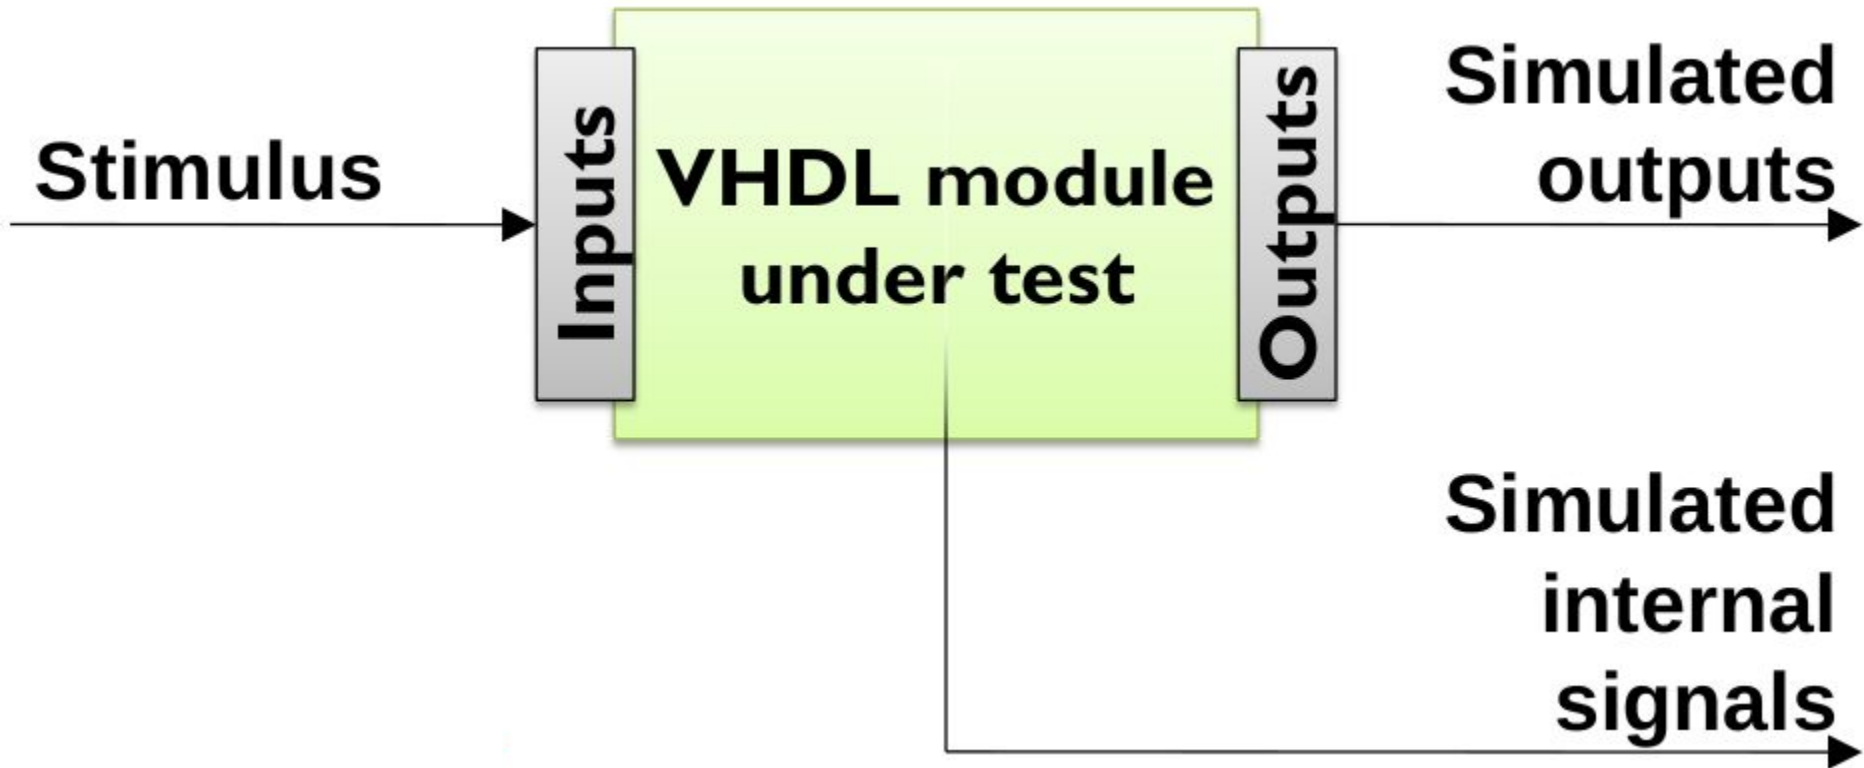 Stimulus
Inputs
VHDL module
under test
Outputs
Simulated
outputs
Simulated
internal
signals